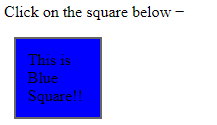 Click on the square below −
This is
Blue
Square!!